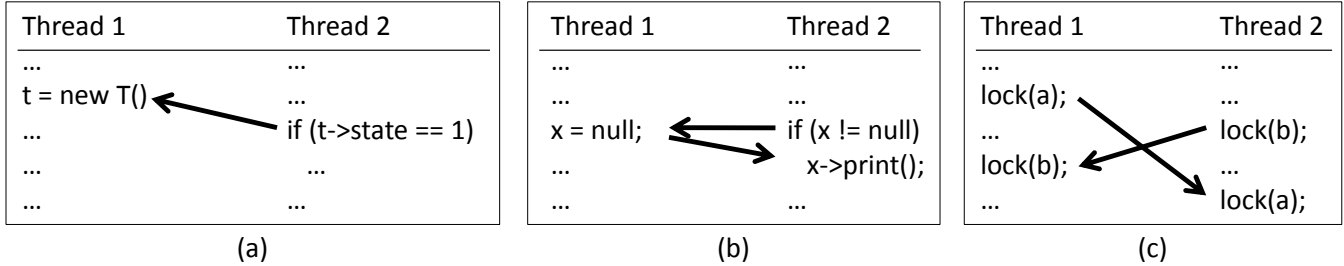 Thread 1 Thread 2
... ...
t = new T() ...
... if (t->state == 1)
... ...
... ...
(a)
Thread 1 Thread 2
... ...
... ...
x = null; if (x != null)
... x->print();
... ...
(b)
Thread 1 Thread 2
... ...
lock(a); ...
... lock(b);
lock(b); ...
... lock(a);
(c)